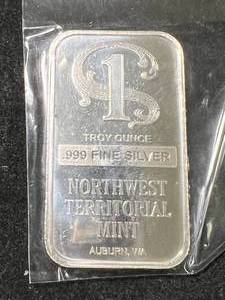 1
TROY OUNCE
.999 FINE SILVER
NORTHWEST
TERRITORIAL
MINT
AUBURN, WA